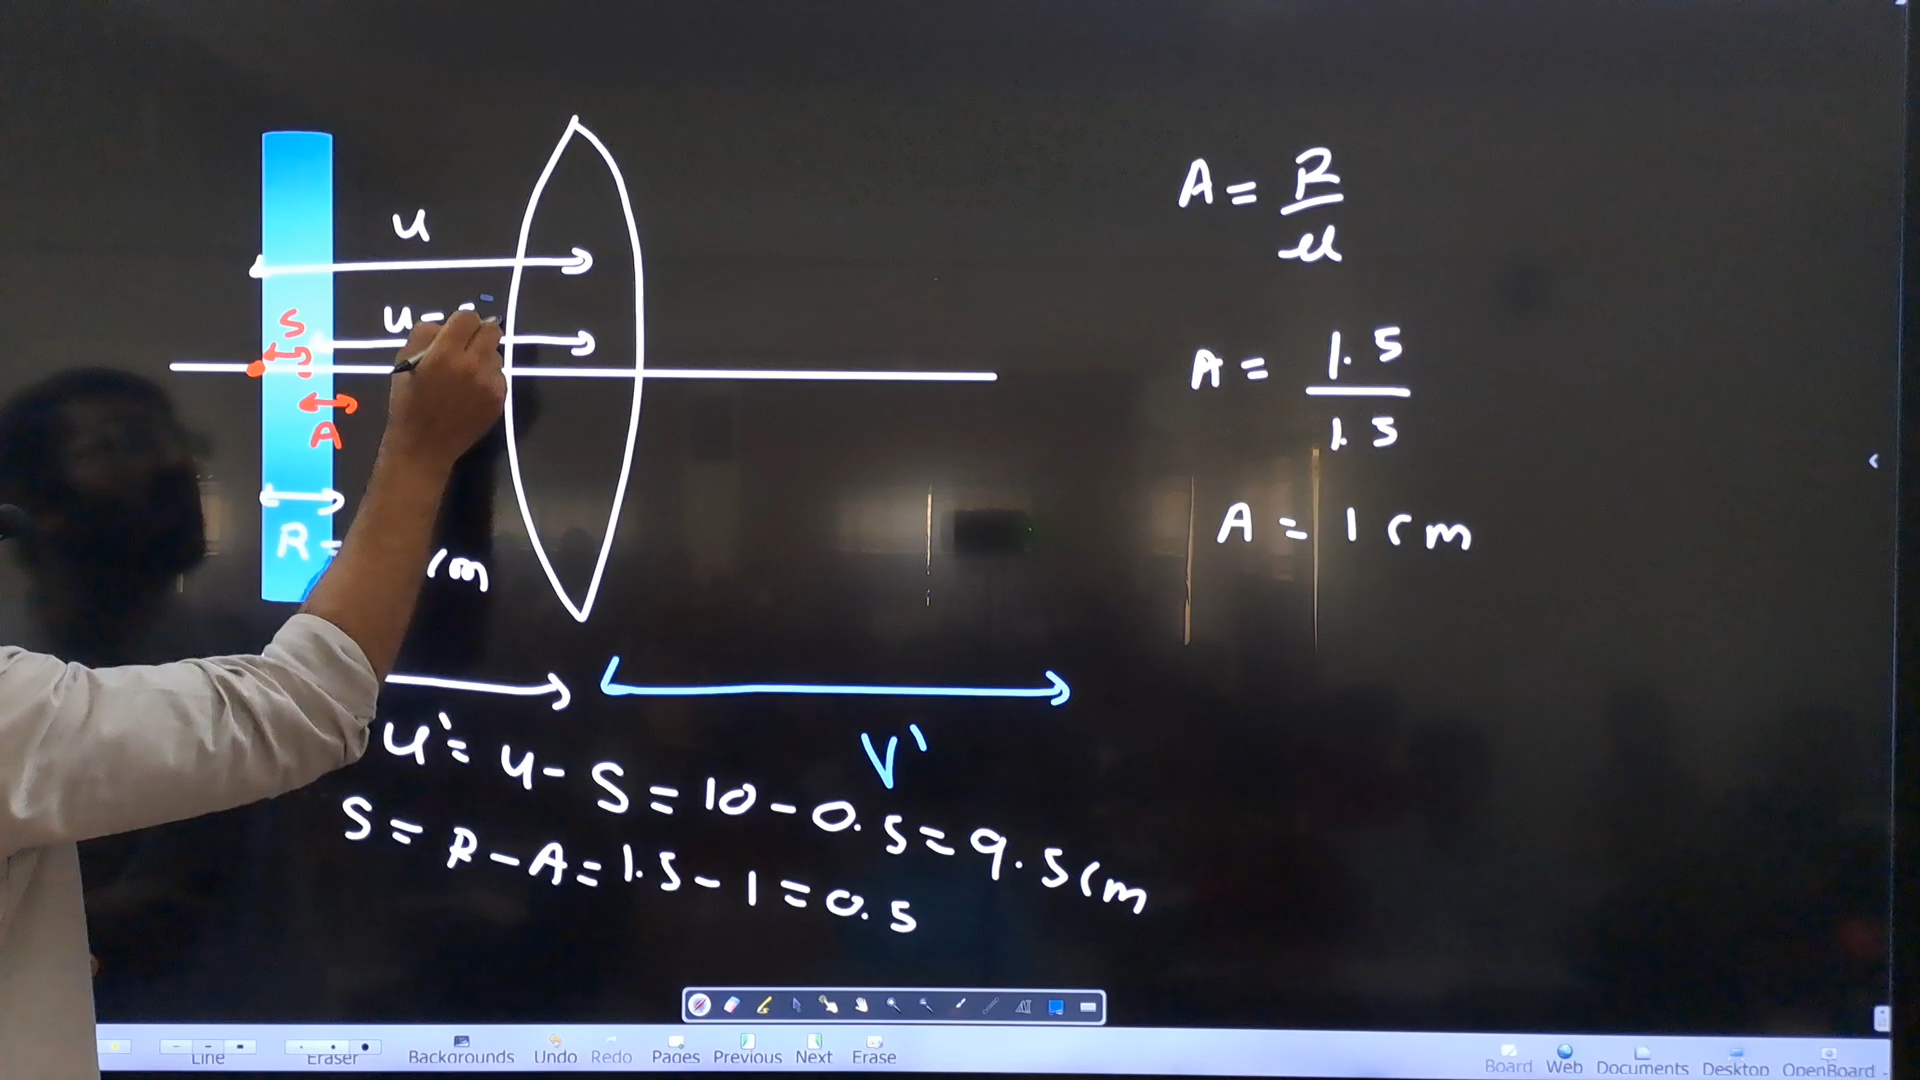 u
u-
S
A
R =
cm
A = R/μ
A = 1.5/1.5
A = 1 cm
V'
u' = u - S = 10 - 0.5 = 9.5 cm
S = R - A = 1.5 - 1 = 0.5
Line Eraser Backgrounds Undo Redo Pages Previous Next Erase Board Web Documents Desktop OpenBoard